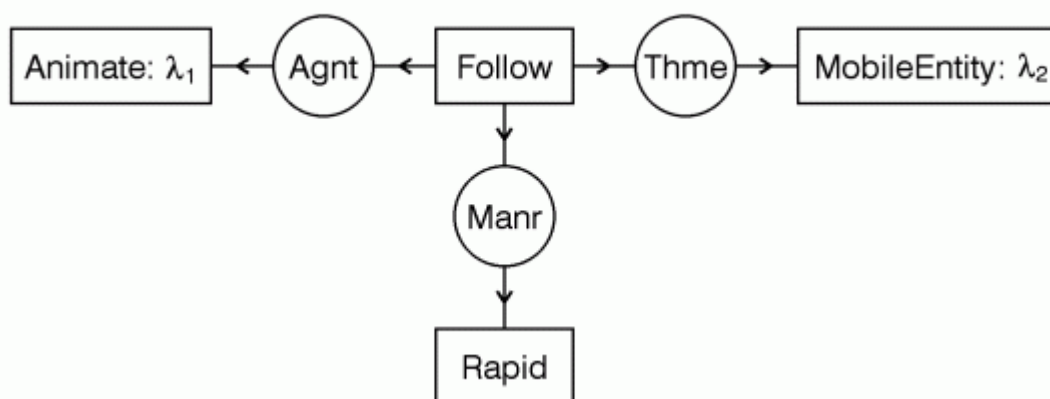 Animate: λ₁ Agnt Follow Thme MobileEntity: λ₂
Manr
Rapid